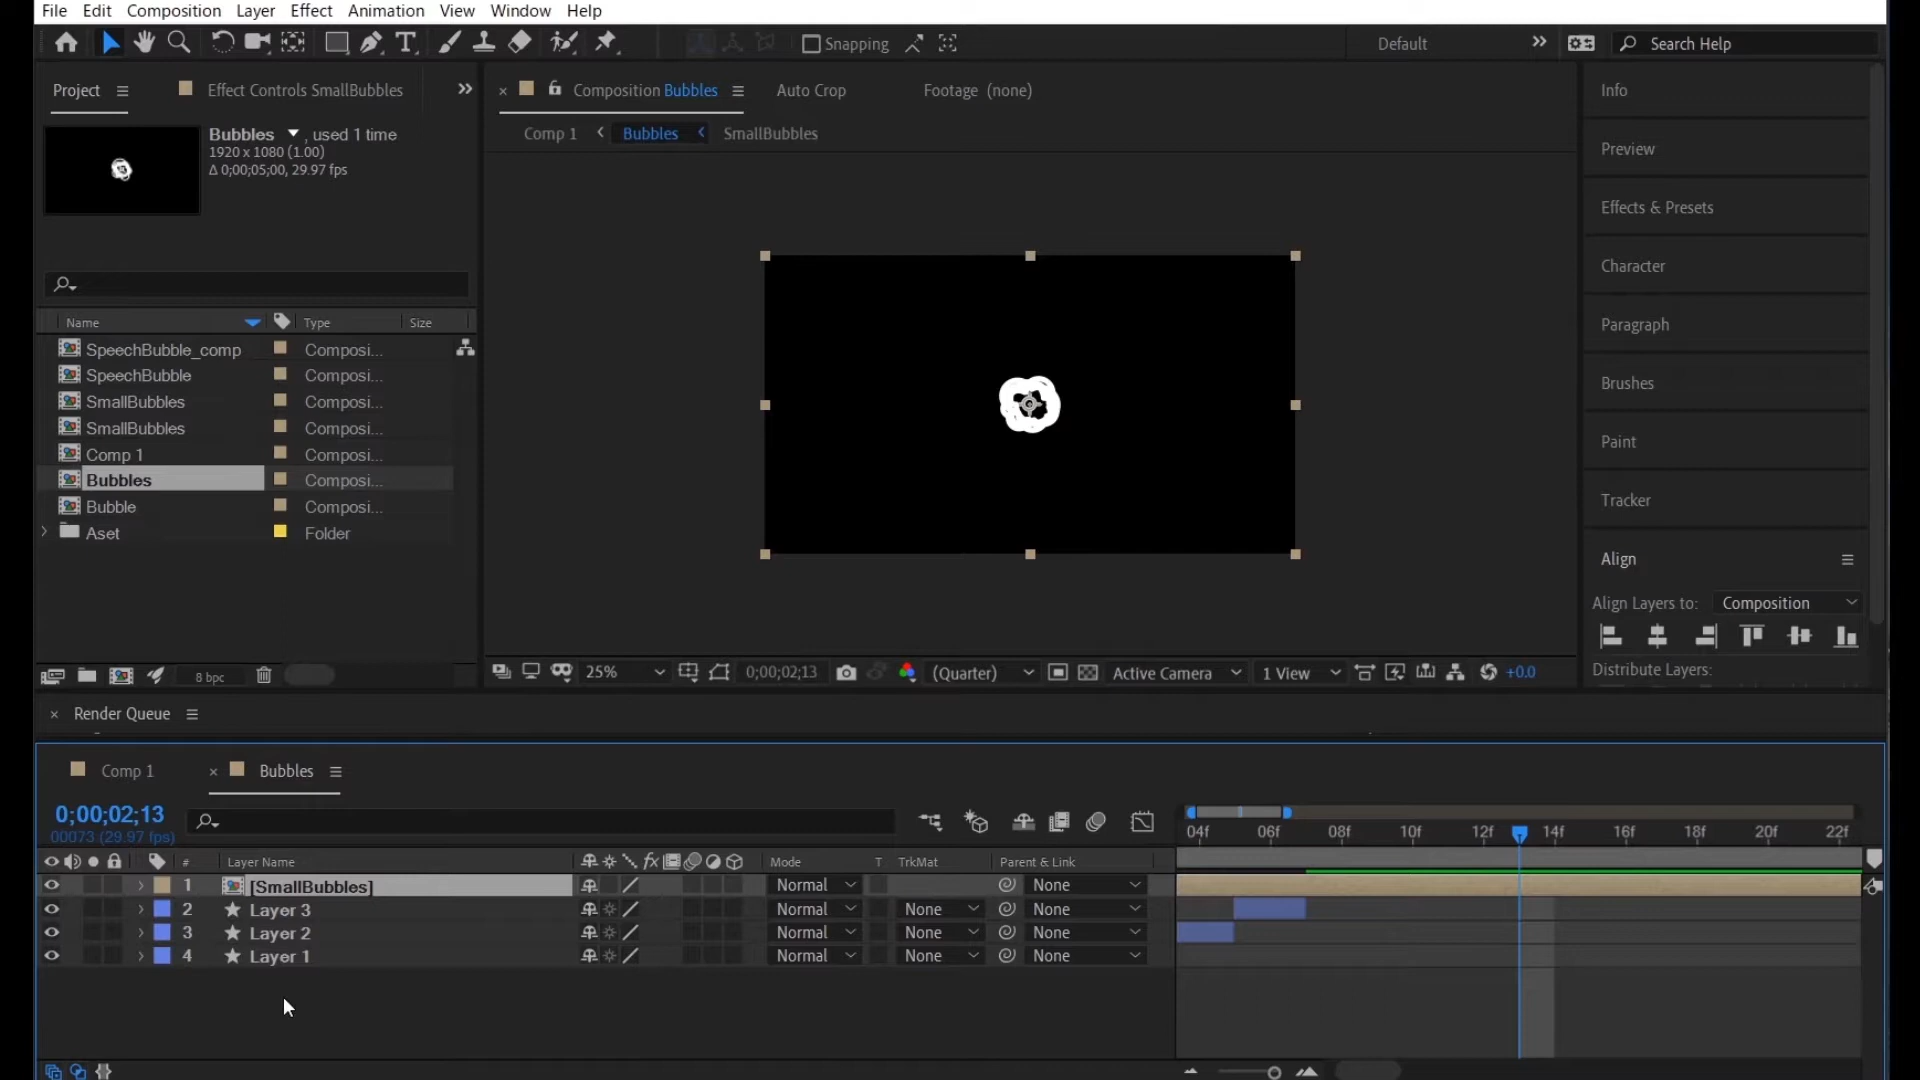 File Edit Composition Layer Effect Animation View Window Help
Snapping Default Search Help
Project Effect Controls SmallBubbles
Composition Bubbles Auto Crop Footage (none)
Comp 1 Bubbles SmallBubbles
Bubbles , used 1 time
1920 x 1080 (1.00)
Δ 0;00;05;00, 29.97 fps
Name Type Size
SpeechBubble_comp Composi...
SpeechBubble Composi...
SmallBubbles Composi...
SmallBubbles Composi...
Comp 1 Composi...
Bubbles Composi...
Bubble Composi...
Aset Folder
8 bpc
25% 0;00;02;13 (Quarter) Active Camera 1 View +0.0
Info
Preview
Effects & Presets
Character
Paragraph
Brushes
Paint
Tracker
Align
Align Layers to: Composition
Distribute Layers:
Render Queue
Comp 1 Bubbles
0;00;02;13
00073 (29.97 fps)
04f 06f 08f 10f 12f 14f 16f 18f 20f 22f
# Layer Name fx Mode T TrkMat Parent & Link
1 [SmallBubbles] Normal None
2 Layer 3 Normal None None
3 Layer 2 Normal None None
4 Layer 1 Normal None None